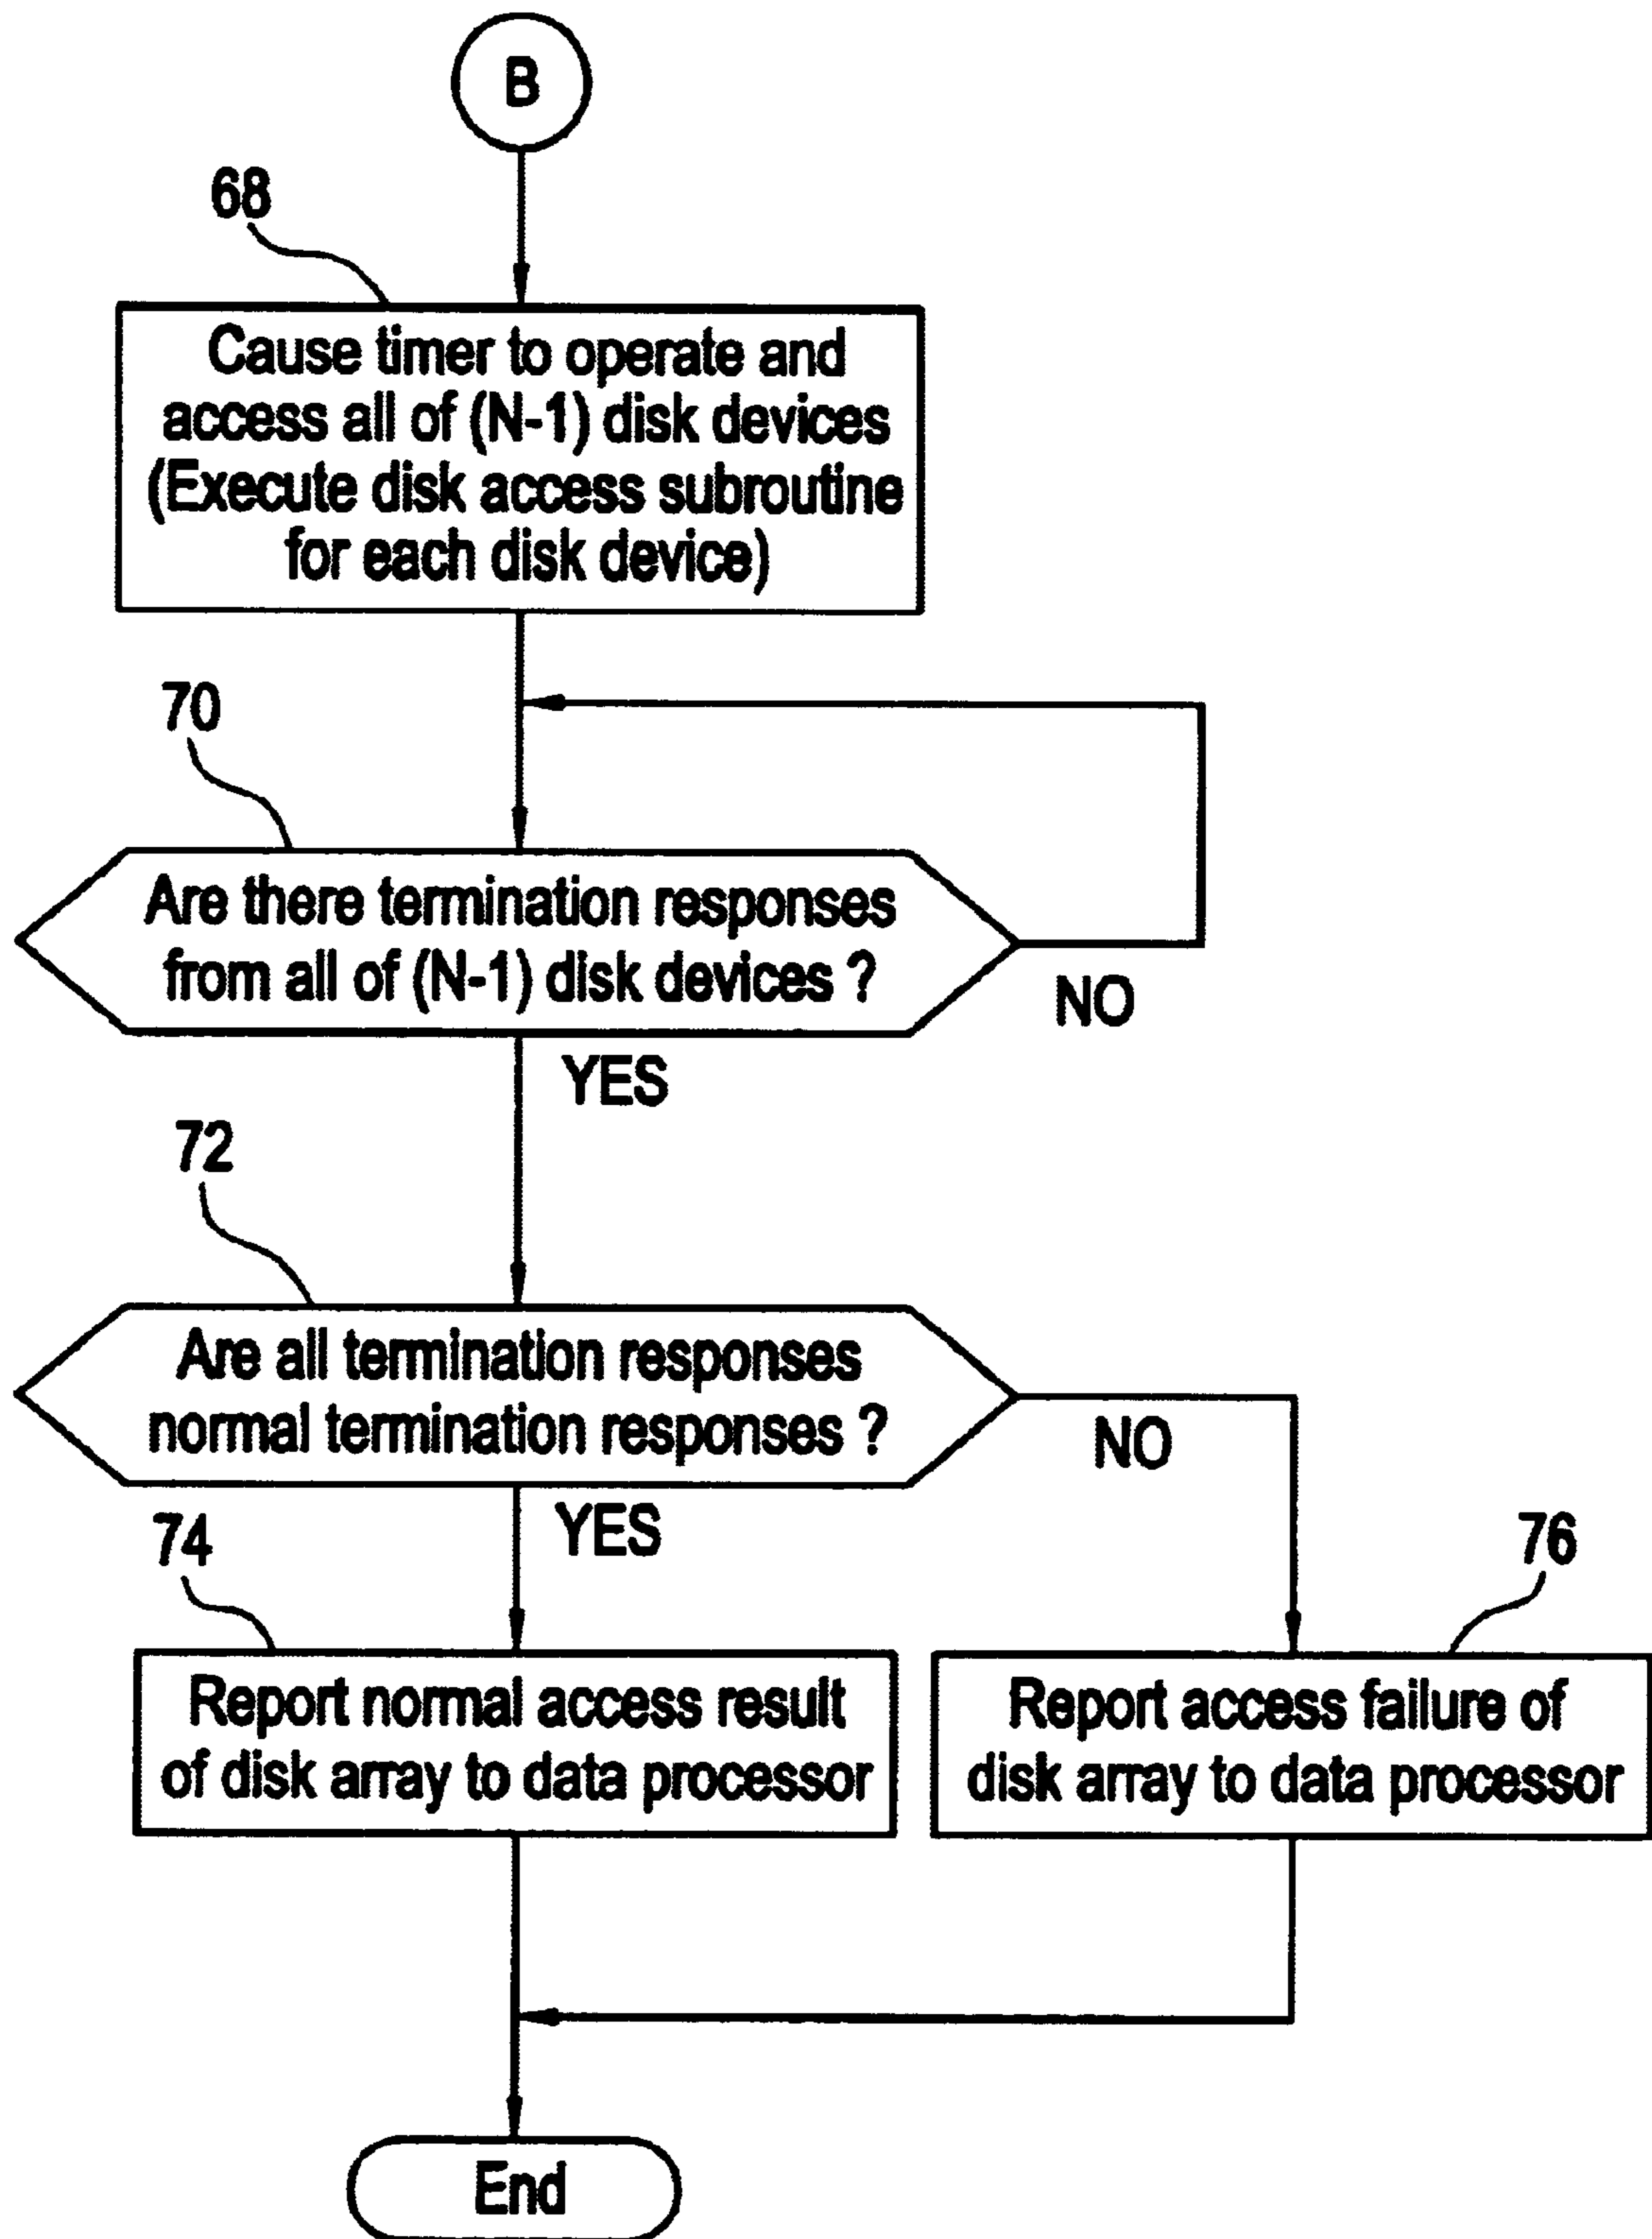 B
68
Cause timer to operate and
access all of (N-1) disk devices
(Execute disk access subroutine
for each disk device)
70
Are there termination responses
from all of (N-1) disk devices ?
NO
YES
72
Are all termination responses
normal termination responses ?
NO
YES
74
76
Report normal access result
of disk array to data processor
Report access failure of
disk array to data processor
End